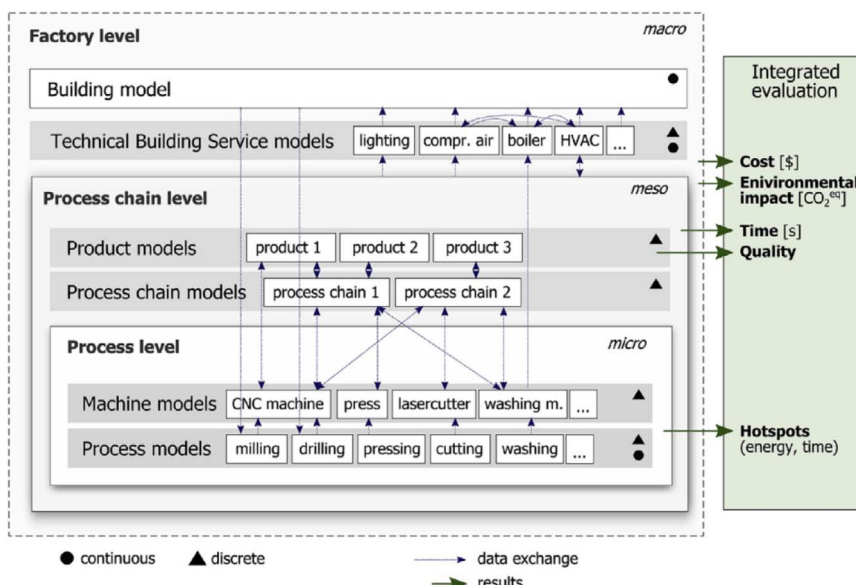 Factory level
macro
Building model
Technical Building Service models
lighting
compr. air
boiler
HVAC
...
Process chain level
meso
Product models
product 1
product 2
product 3
Process chain models
process chain 1
process chain 2
Process level
micro
Machine models
CNC machine
press
lasercutter
washing m.
...
Process models
milling
drilling
pressing
cutting
washing
...
Integrated
evaluation
Cost [$]
Enivironmental
impact [CO₂ᵉᑫ]
Time [s]
Quality
Hotspots
(energy, time)
continuous
discrete
data exchange
results